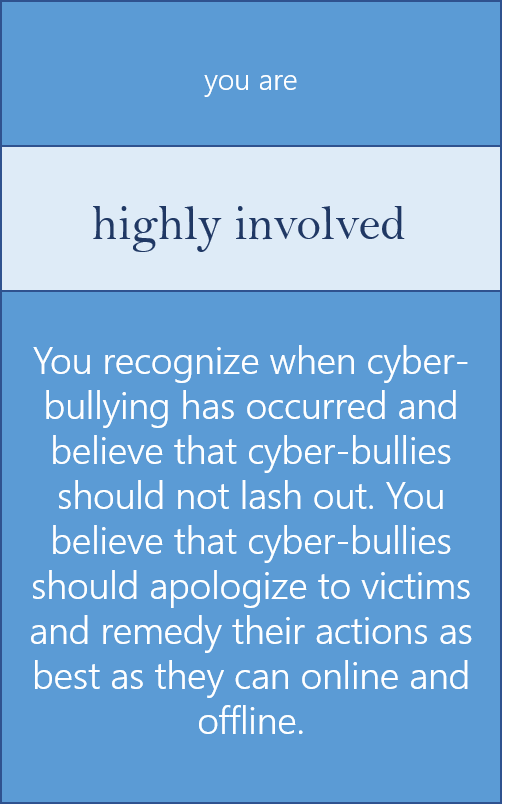 you are
highly involved
You recognize when cyber-
bullying has occurred and
believe that cyber-bullies
should not lash out. You
believe that cyber-bullies
should apologize to victims
and remedy their actions as
best as they can online and
offline.